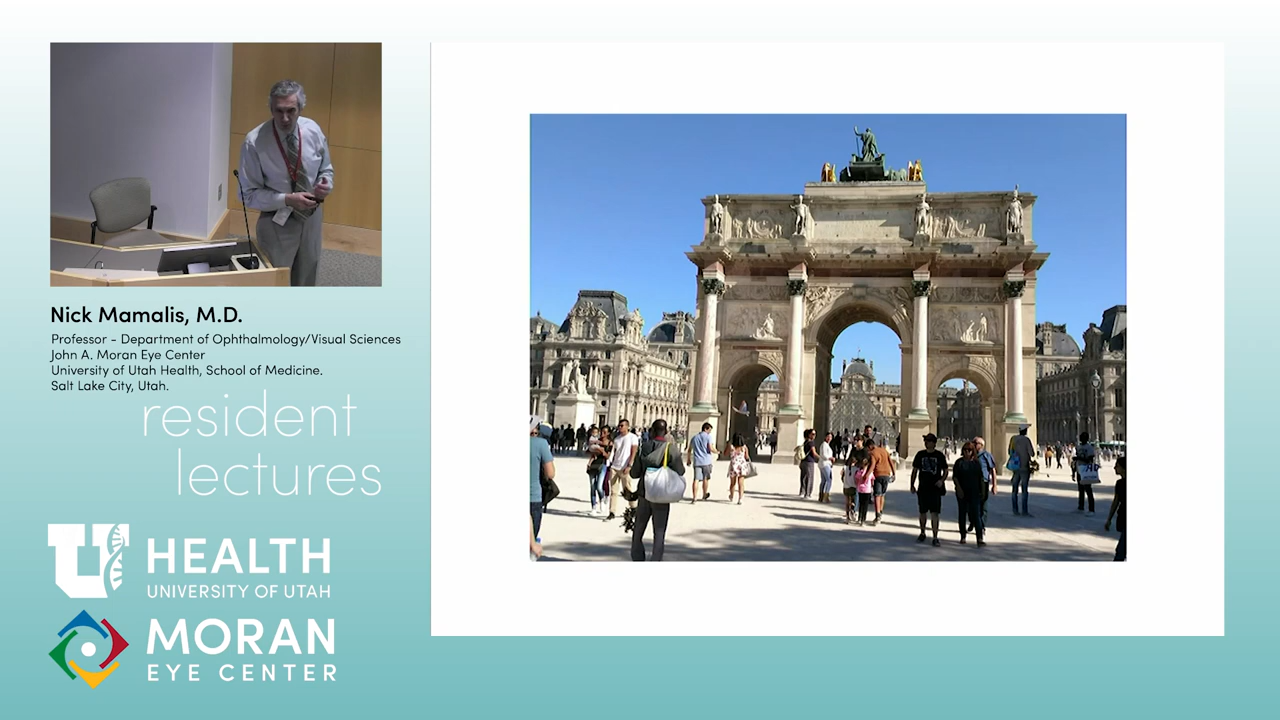 Nick Mamalis, M.D.
Professor - Department of Ophthalmology/Visual Sciences
John A. Moran Eye Center
University of Utah Health, School of Medicine.
Salt Lake City, Utah.
resident
lectures
U HEALTH
UNIVERSITY OF UTAH
MORAN
EYE CENTER